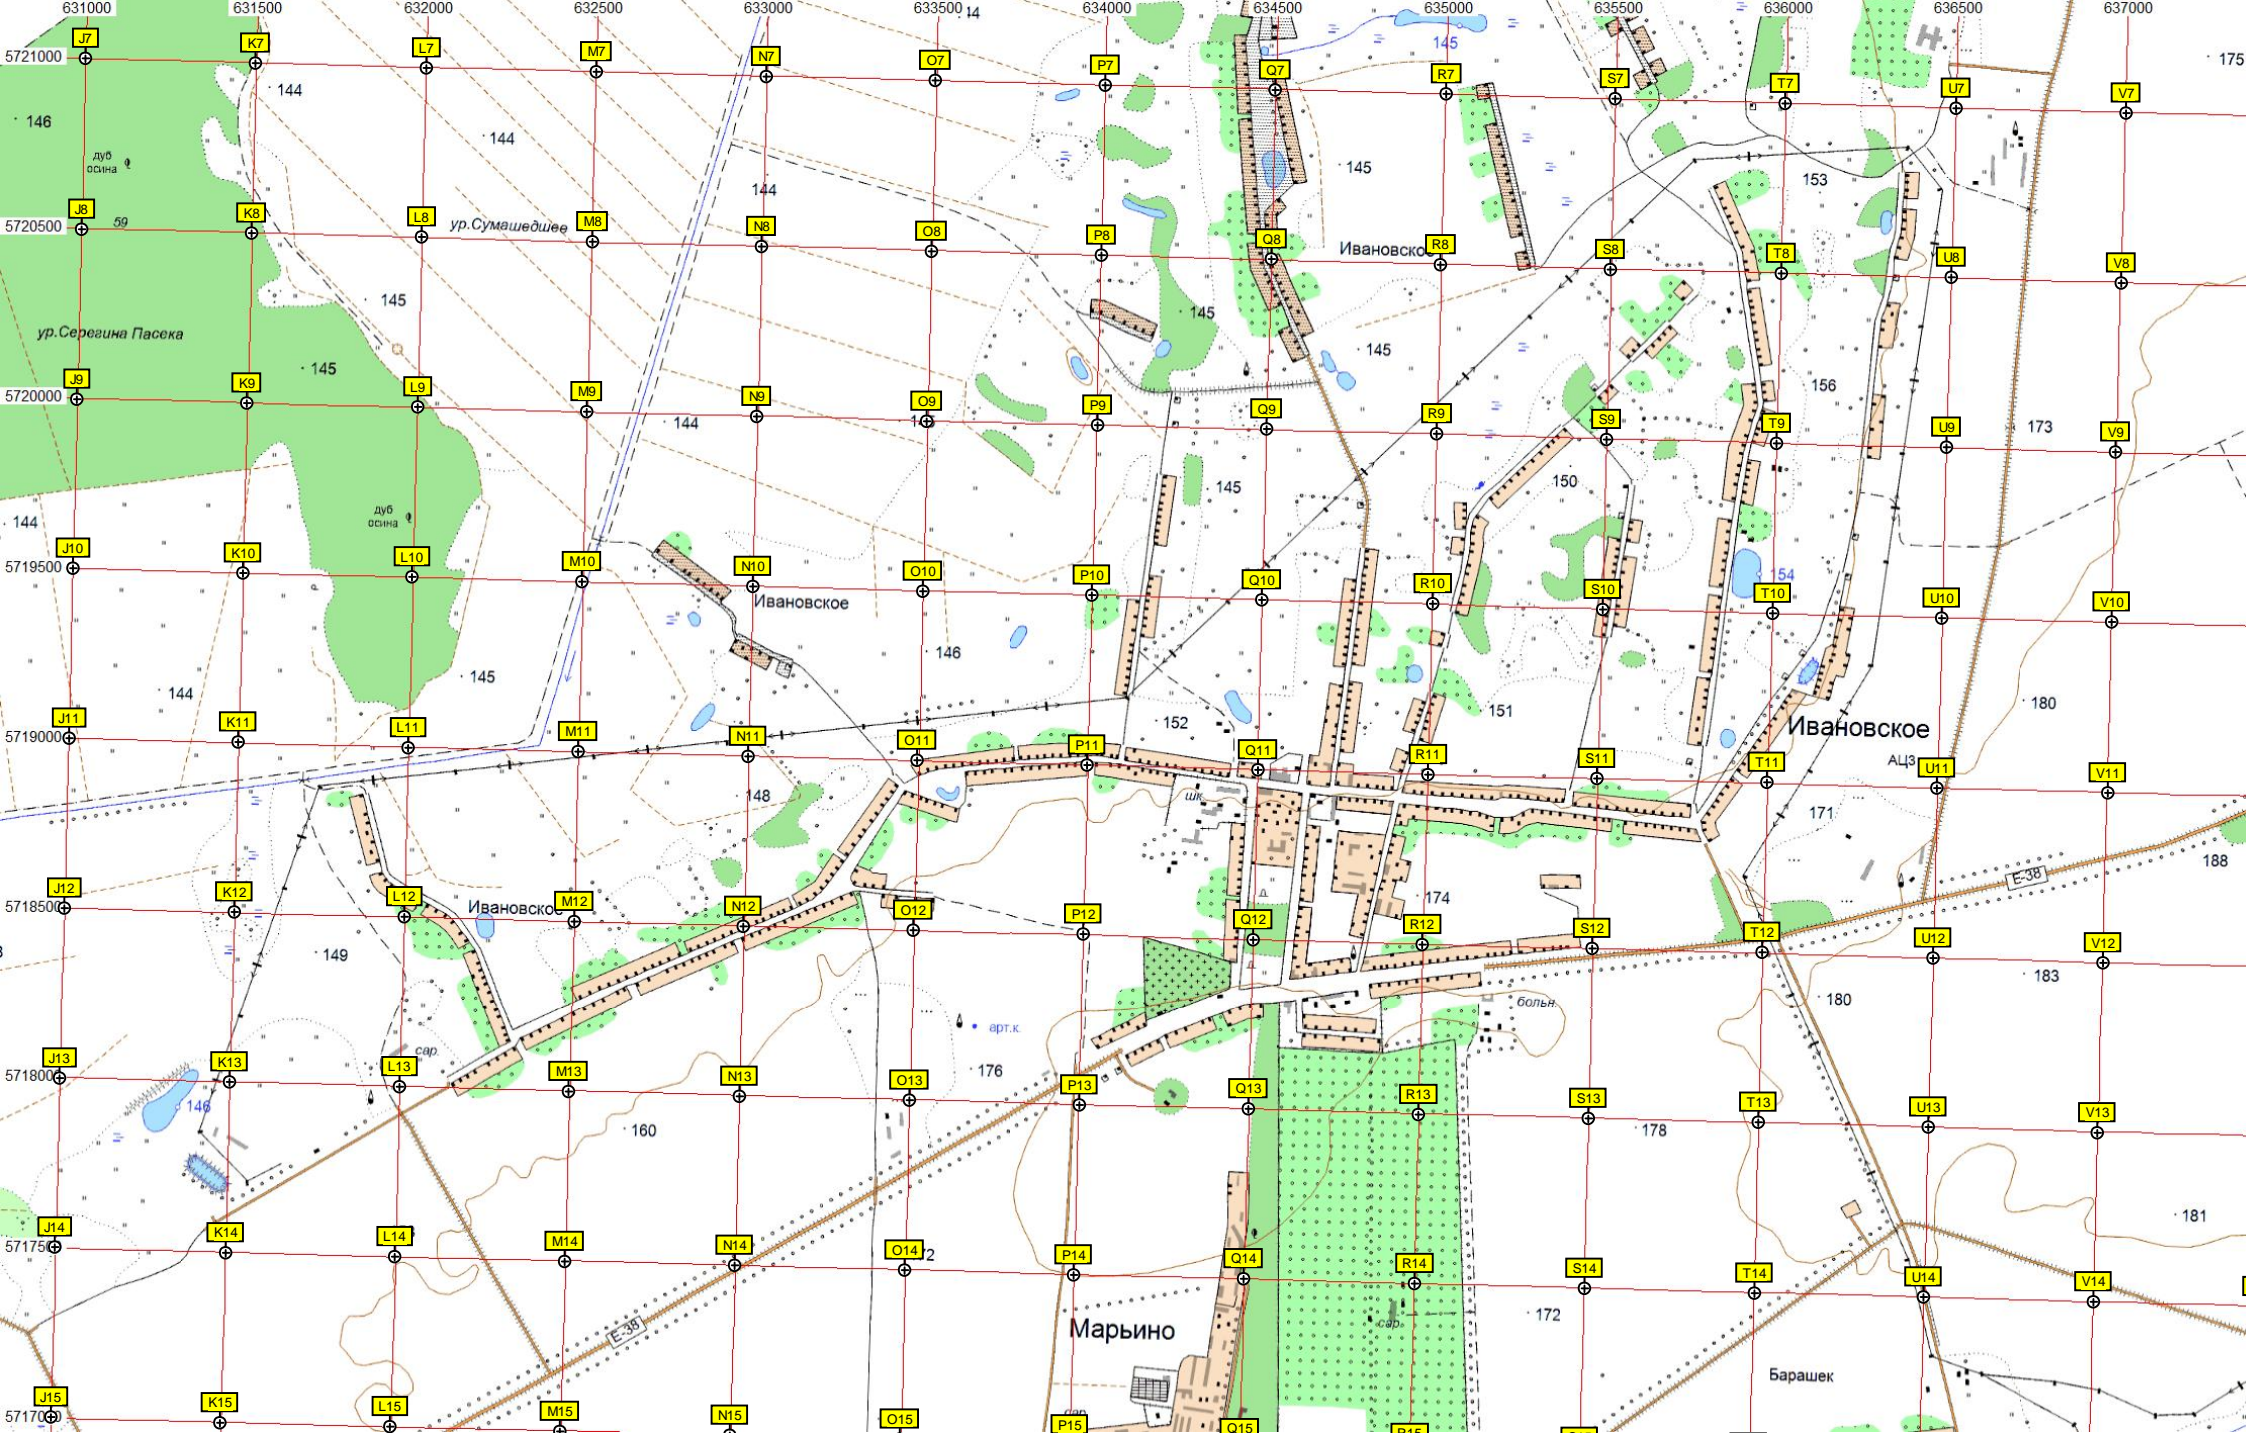 631000 631500 632000 632500 633000 633500 634000 634500 635000 635500 636000 636500 637000
14
145
175
5721000
J7 K7 L7 M7 N7 O7 P7 Q7 R7 S7 T7 U7 V7
144
146
144
дуб
осина
144
145
153
5720500
J8 K8 L8 M8 N8 O8 P8 Q8 R8 S8 T8 U8 V8
59
ур.Сумашедшее
Ивановское
145
145
ур.Серегина Пасека
145
145
156
5720000
J9 K9 L9 M9 N9 O9 P9 Q9 R9 S9 T9 U9 V9
144
173
150
145
144
дуб
осина
5719500
J10 K10 L10 M10 N10 O10 P10 Q10 R10 S10 T10 U10 V10
154
Ивановское
146
145
144
180
151
152
Ивановское
5719000
J11 K11 L11 M11 N11 O11 P11 Q11 R11 S11 T11 U11 V11
АЦЗ
148
шк.
171
188
Е-38
5718500
J12 K12 L12 M12 N12 O12 P12 Q12 R12 S12 T12 U12 V12
174
Ивановское
149
183
180
больн.
арт.к.
сар.
176
5718000
J13 K13 L13 M13 N13 O13 P13 Q13 R13 S13 T13 U13 V13
146
160
178
181
J14 K14 L14 M14 N14 O14 P14 Q14 R14 S14 T14 U14 V14
172
сар.
Марьино
Е-38
Барашек
J15 K15 L15 M15 N15 O15 P15 Q15